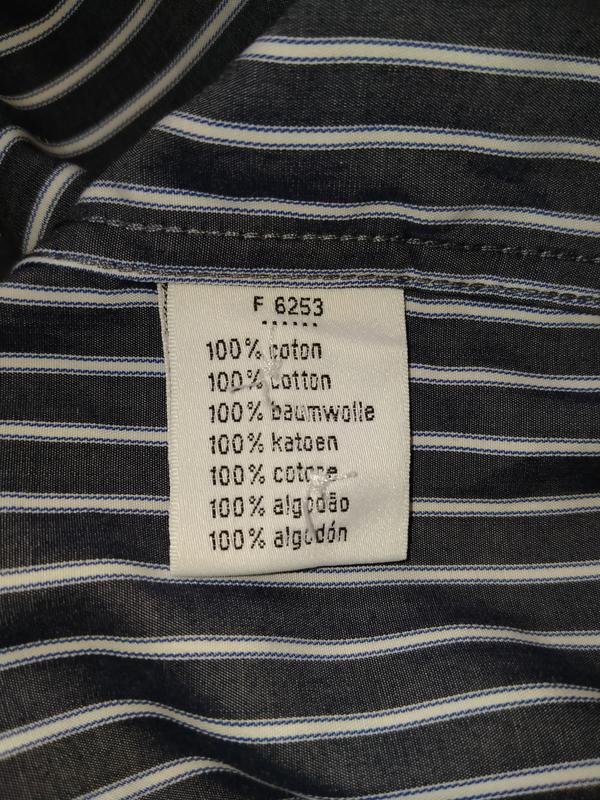 F 6253
100% coton
100% cotton
100% baumwolle
100% katoen
100% cotone
100% algodão
100% algodón